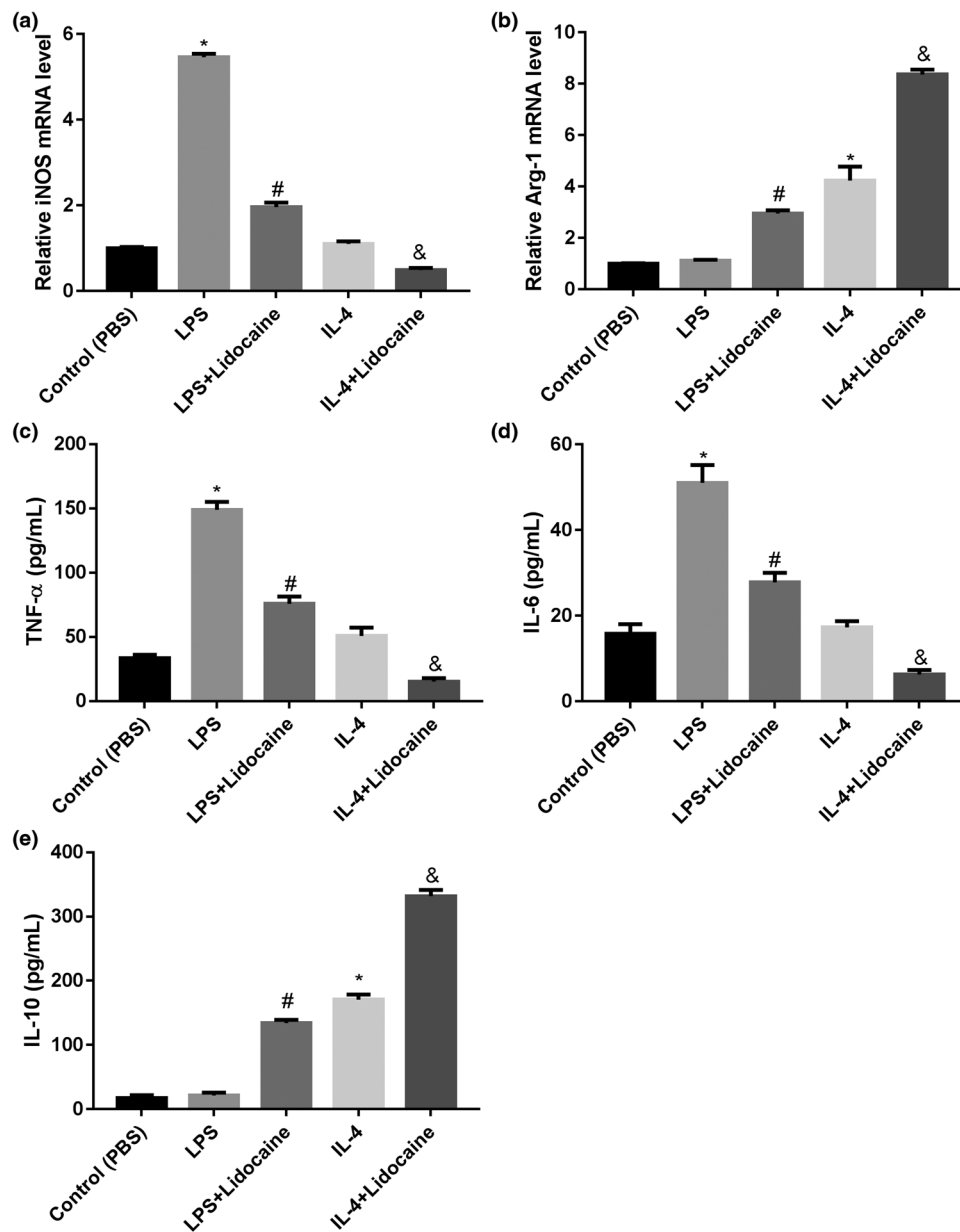 (a)
Relative iNOS mRNA level
6
4
2
0
*
#
&
Control (PBS)
LPS
LPS+Lidocaine
IL-4
IL-4+Lidocaine
(b)
Relative Arg-1 mRNA level
10
8
6
4
2
0
#
*
&
Control (PBS)
LPS
LPS+Lidocaine
IL-4
IL-4+Lidocaine
(c)
TNF-α (pg/mL)
200
150
100
50
0
*
#
&
Control (PBS)
LPS
LPS+Lidocaine
IL-4
IL-4+Lidocaine
(d)
IL-6 (pg/mL)
60
40
20
0
*
#
&
Control (PBS)
LPS
LPS+Lidocaine
IL-4
IL-4+Lidocaine
(e)
IL-10 (pg/mL)
400
300
200
100
0
#
*
&
Control (PBS)
LPS
LPS+Lidocaine
IL-4
IL-4+Lidocaine